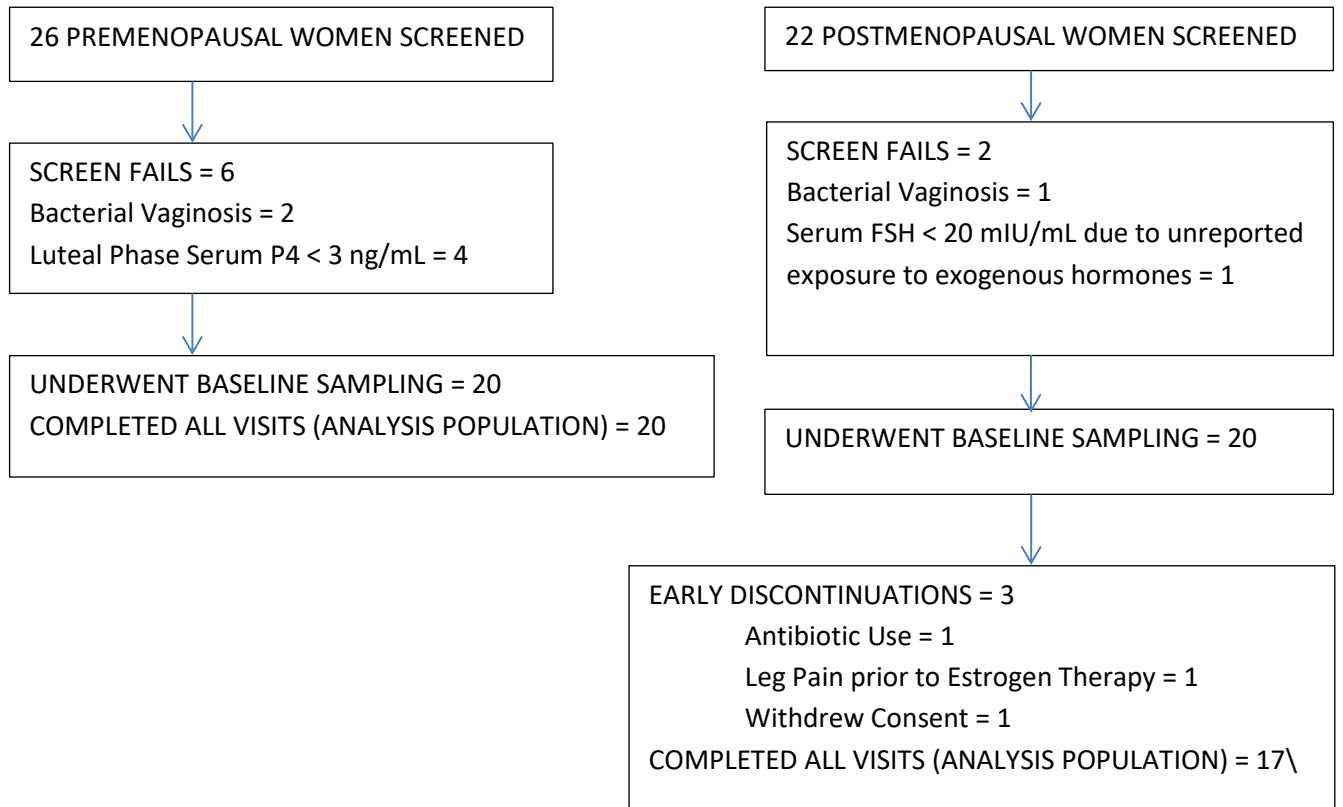 26 PREMENOPAUSAL WOMEN SCREENED
SCREEN FAILS = 6
Bacterial Vaginosis = 2
Luteal Phase Serum P4 < 3 ng/mL = 4
UNDERWENT BASELINE SAMPLING = 20
COMPLETED ALL VISITS (ANALYSIS POPULATION) = 20
22 POSTMENOPAUSAL WOMEN SCREENED
SCREEN FAILS = 2
Bacterial Vaginosis = 1
Serum FSH < 20 mIU/mL due to unreported
exposure to exogenous hormones = 1
UNDERWENT BASELINE SAMPLING = 20
EARLY DISCONTINUATIONS = 3
Antibiotic Use = 1
Leg Pain prior to Estrogen Therapy = 1
Withdrew Consent = 1
COMPLETED ALL VISITS (ANALYSIS POPULATION) = 17\